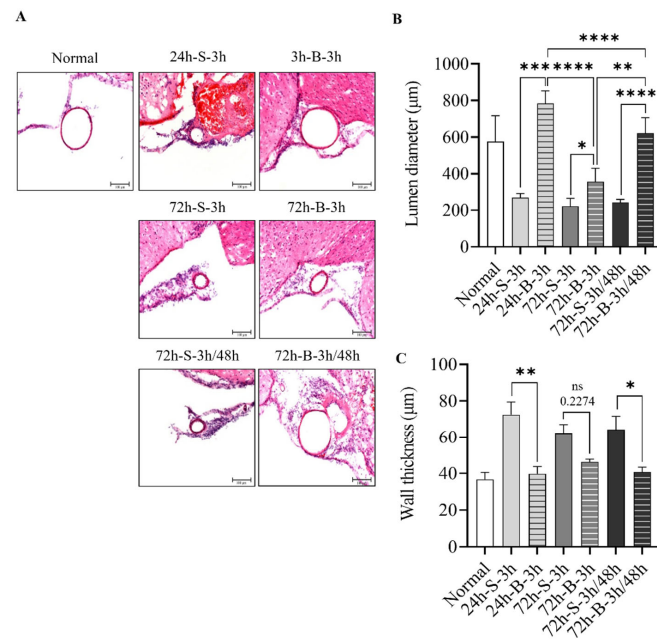 A
Normal
24h-S-3h
3h-B-3h
72h-S-3h
72h-B-3h
72h-S-3h/48h
72h-B-3h/48h
B
Lumen diameter (μm)
1000
800
600
400
200
0
****
***
****
**
*
****
Normal
24h-S-3h
24h-B-3h
72h-S-3h
72h-B-3h
72h-S-3h/48h
72h-B-3h/48h
C
Wall thickness (μm)
100
80
60
40
20
0
**
ns
0.2274
*
Normal
24h-S-3h
24h-B-3h
72h-S-3h
72h-B-3h
72h-S-3h/48h
72h-B-3h/48h